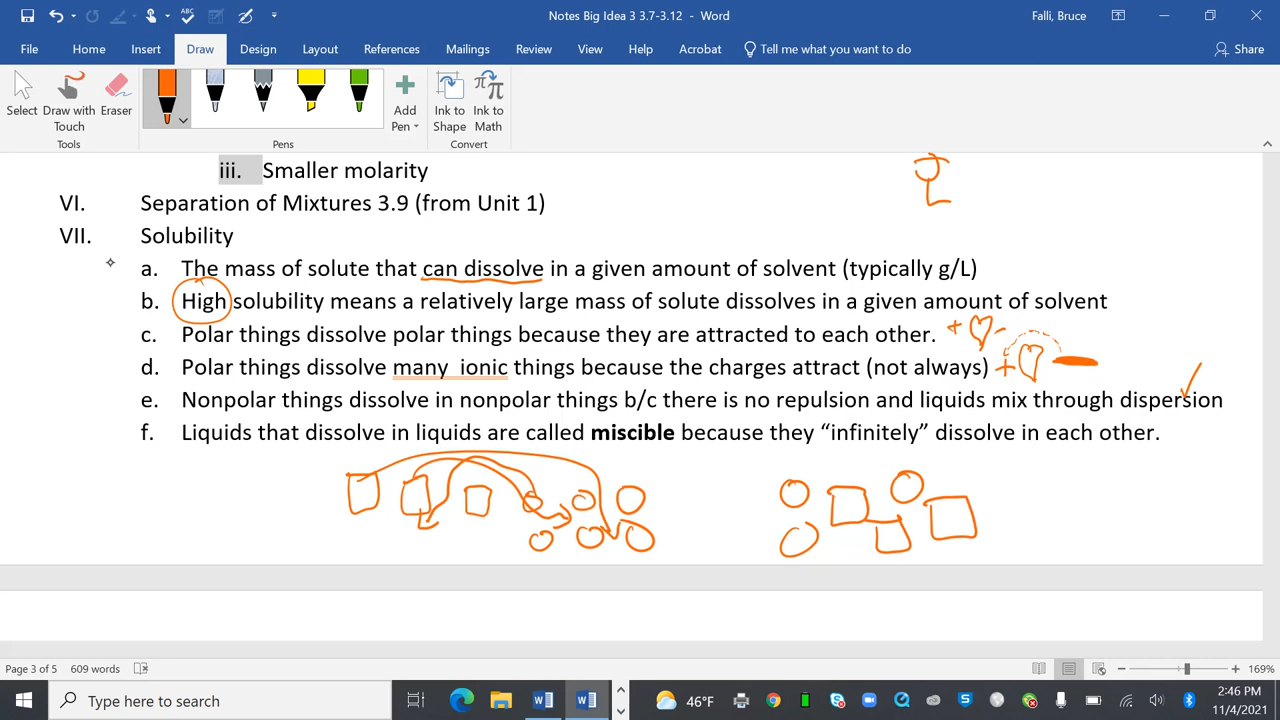 Notes Big Idea 3 3.7-3.12 - Word
Falli, Bruce
File Home Insert Draw Design Layout References Mailings Review View Help Acrobat Tell me what you want to do Share
Select Draw with Touch Eraser Add Pen Ink to Shape Ink to Math
Tools Pens Convert
iii. Smaller molarity
VI. Separation of Mixtures 3.9 (from Unit 1)
VII. Solubility
a. The mass of solute that can dissolve in a given amount of solvent (typically g/L)
b. High solubility means a relatively large mass of solute dissolves in a given amount of solvent
c. Polar things dissolve polar things because they are attracted to each other. + -
d. Polar things dissolve many  ionic things because the charges attract (not always) + -
e. Nonpolar things dissolve in nonpolar things b/c there is no repulsion and liquids mix through dispersion
f. Liquids that dissolve in liquids are called miscible because they “infinitely” dissolve in each other.
Page 3 of 5 609 words 169%
Type here to search 46°F 2:46 PM
11/4/2021